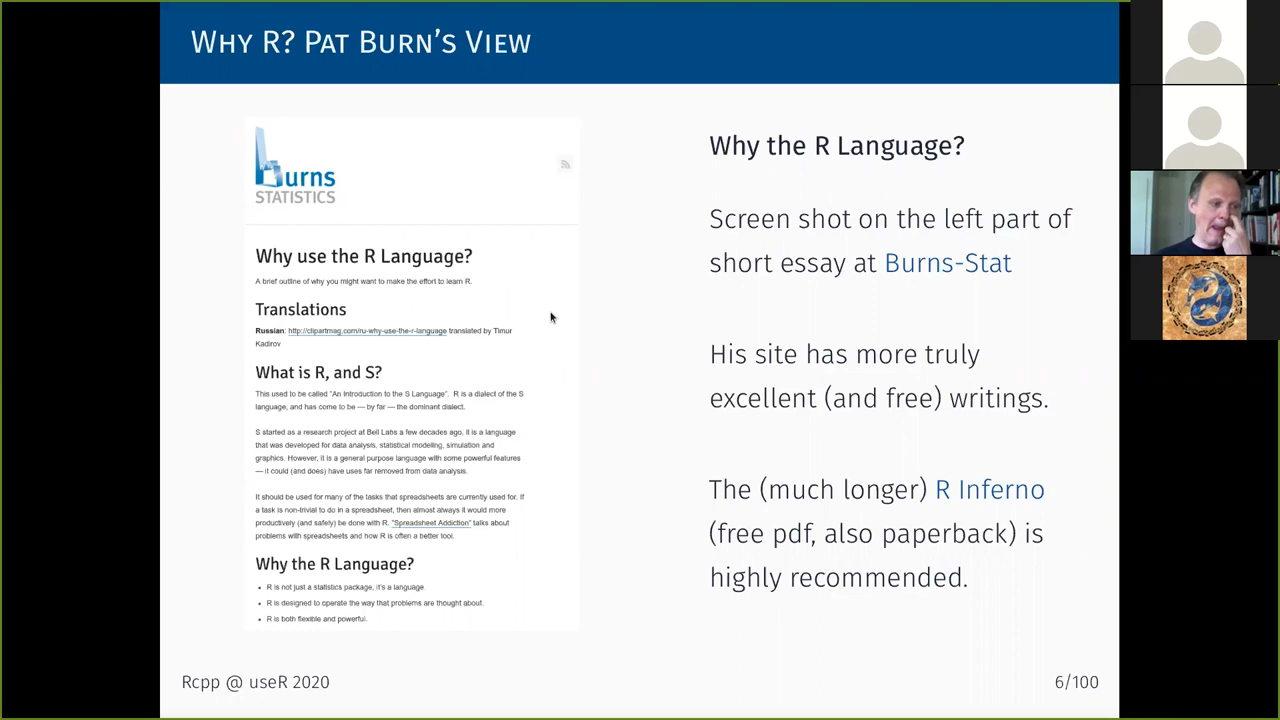 WHY R? PAT BURN'S VIEW
burns
STATISTICS
Why use the R Language?
A brief outline of why you might want to make the effort to learn R.
Translations
Russian: http://clipartmag.com/ru-why-use-the-r-language translated by Timur
Kadirov
What is R, and S?
This used to be called "An Introduction to the S Language". R is a dialect of the S
language, and has come to be — by far — the dominant dialect.
S started as a research project at Bell Labs a few decades ago, it is a language
that was developed for data analysis, statistical modeling, simulation and
graphics. However, it is a general purpose language with some powerful features
— it could (and does) have uses far removed from data analysis.
It should be used for many of the tasks that spreadsheets are currently used for. If
a task is non-trivial to do in a spreadsheet, then almost always it would more
productively (and safely) be done with R. "Spreadsheet Addiction" talks about
problems with spreadsheets and how R is often a better tool.
Why the R Language?
• R is not just a statistics package, it's a language.
• R is designed to operate the way that problems are thought about.
• R is both flexible and powerful.
Why the R Language?
Screen shot on the left part of
short essay at Burns-Stat
His site has more truly
excellent (and free) writings.
The (much longer) R Inferno
(free pdf, also paperback) is
highly recommended.
Rcpp @ useR 2020
6/100